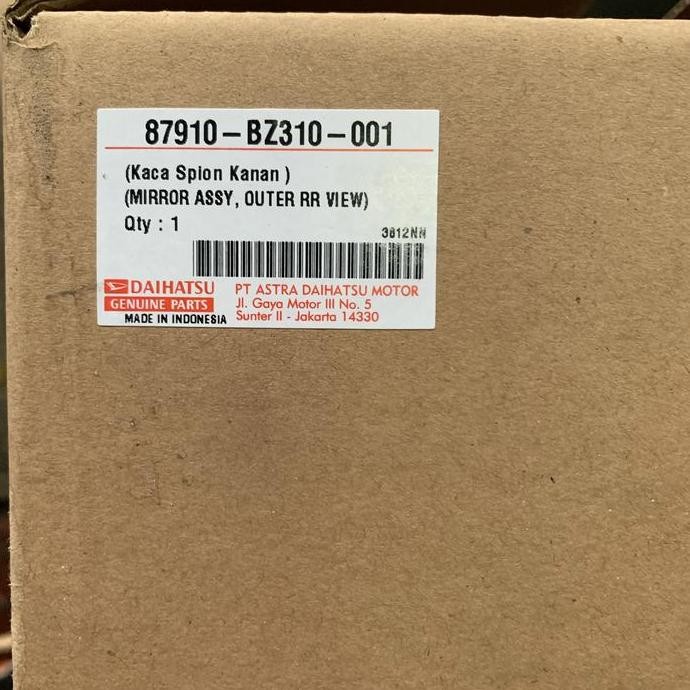 87910-BZ310-001
(Kaca Spion Kanan )
(MIRROR ASSY, OUTER RR VIEW)
Qty : 1
3812NN
DAIHATSU
GENUINE PARTS
MADE IN INDONESIA
PT ASTRA DAIHATSU MOTOR
Jl. Gaya Motor III No. 5
Sunter II - Jakarta 14330